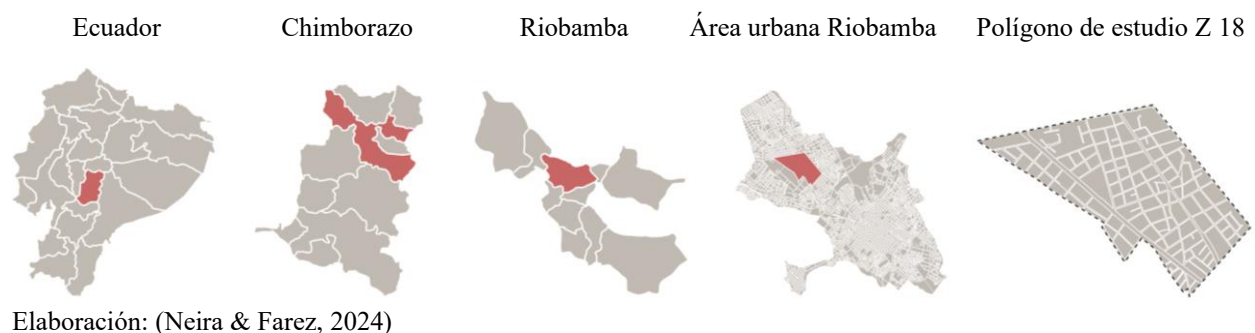 Ecuador Chimborazo Riobamba Área urbana Riobamba Polígono de estudio Z 18
Elaboración: (Neira & Farez, 2024)